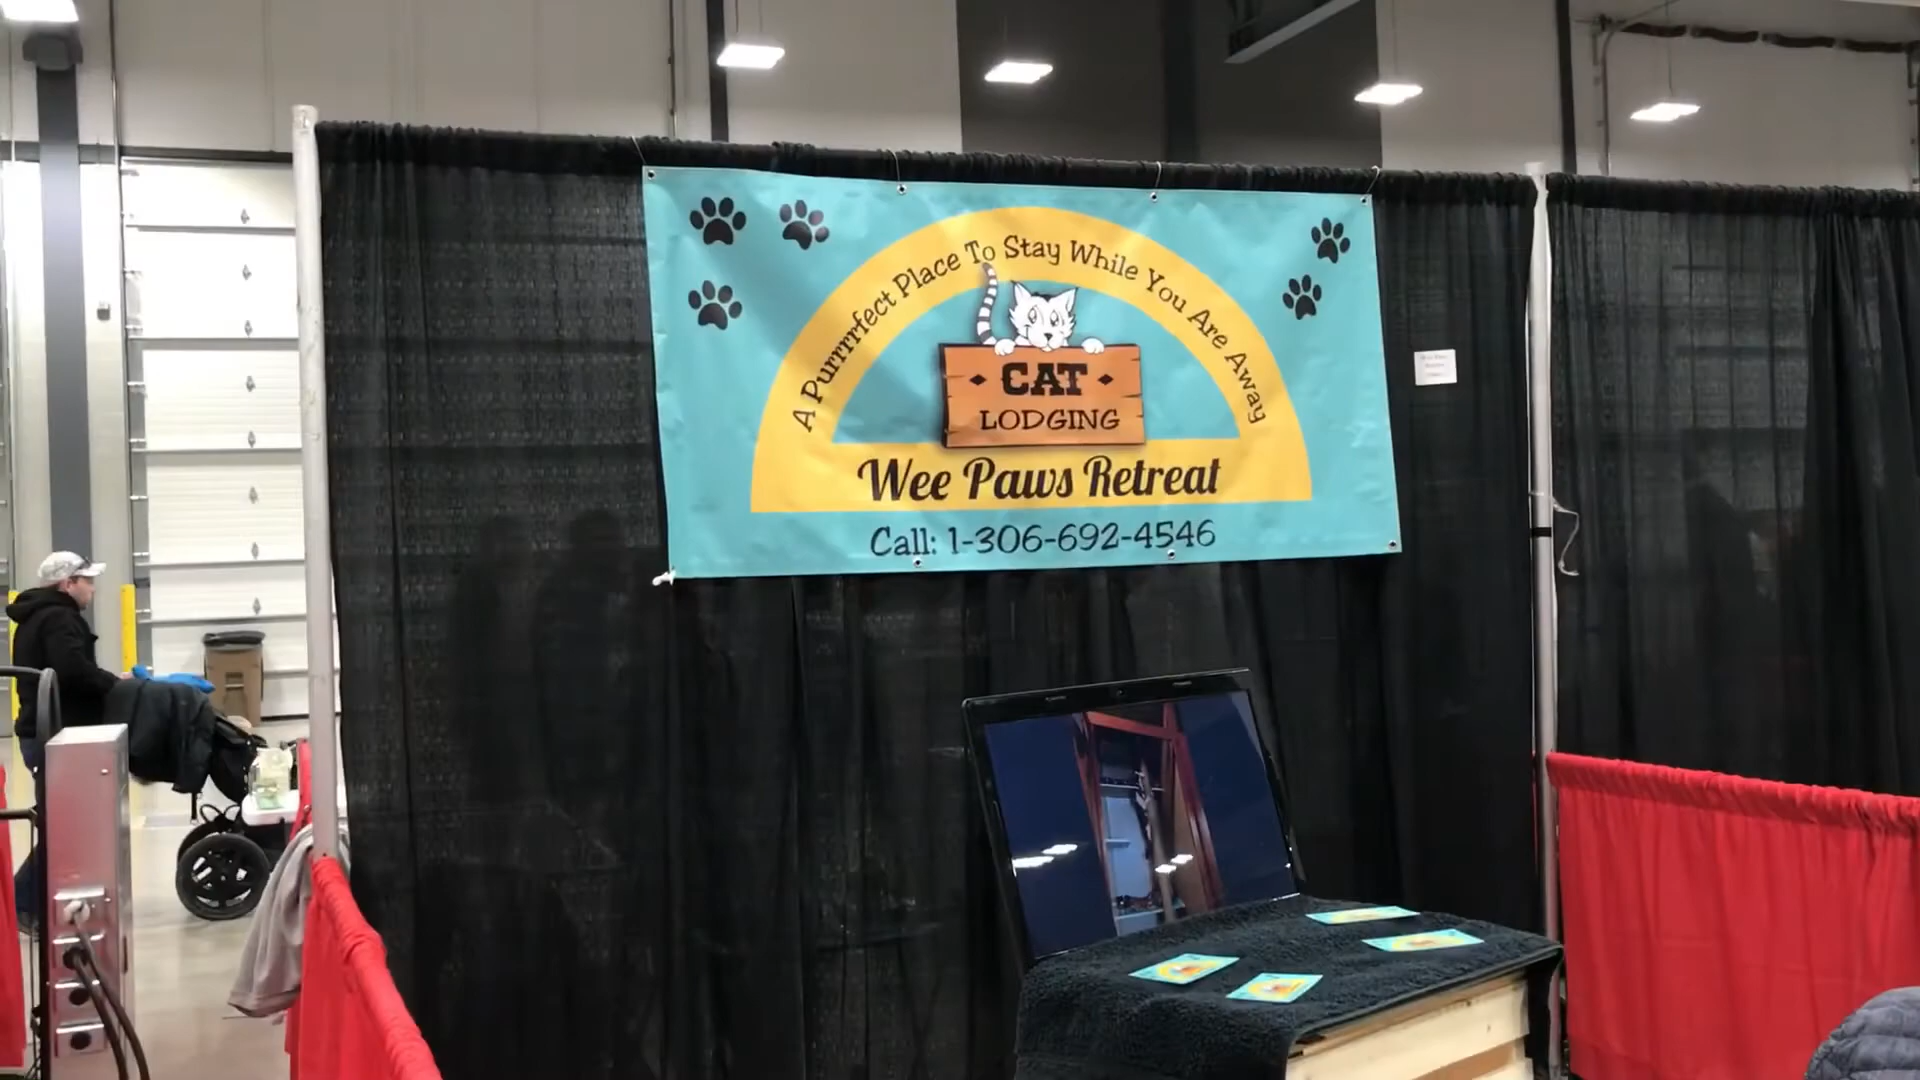 A Purrrrfect Place To Stay While You Are Away
CAT
LODGING
Wee Paws Retreat
Call: 1-306-692-4546